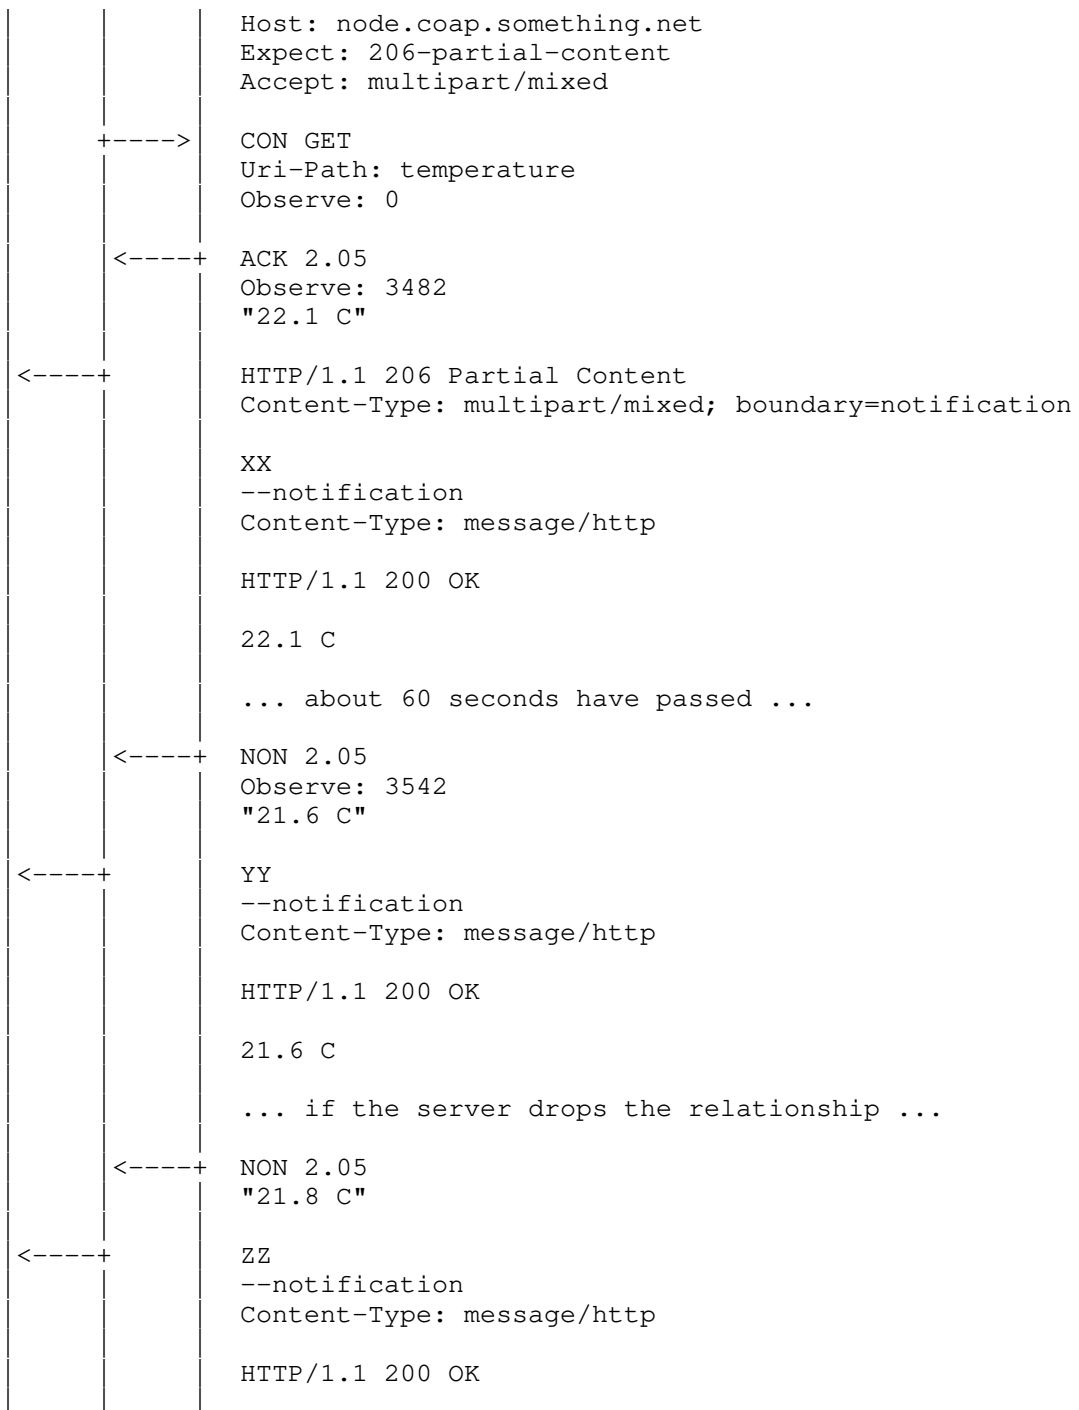 Host: node.coap.something.net
Expect: 206-partial-content
Accept: multipart/mixed
+----> CON GET
Uri-Path: temperature
Observe: 0
<----+ ACK 2.05
Observe: 3482
"22.1 C"
<----+ HTTP/1.1 206 Partial Content
Content-Type: multipart/mixed; boundary=notification
XX
--notification
Content-Type: message/http
HTTP/1.1 200 OK
22.1 C
... about 60 seconds have passed ...
<----+ NON 2.05
Observe: 3542
"21.6 C"
<----+ YY
--notification
Content-Type: message/http
HTTP/1.1 200 OK
21.6 C
... if the server drops the relationship ...
<----+ NON 2.05
"21.8 C"
<----+ ZZ
--notification
Content-Type: message/http
HTTP/1.1 200 OK